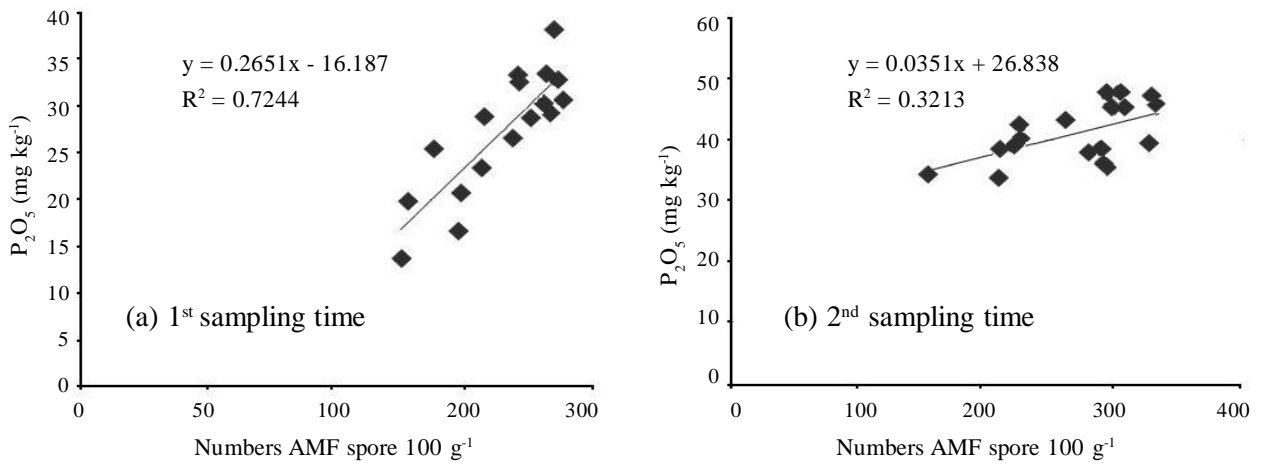 y = 0.2651x - 16.187
R² = 0.7244
P₂O₅ (mg kg⁻¹)
40
35
30
25
20
15
10
5
0
(a) 1ˢᵗ sampling time
0 50 100 200 300
Numbers AMF spore 100 g⁻¹
y = 0.0351x + 26.838
R² = 0.3213
P₂O₅ (mg kg⁻¹)
60
50
40
30
20
10
0
(b) 2ⁿᵈ sampling time
0 100 200 300 400
Numbers AMF spore 100 g⁻¹